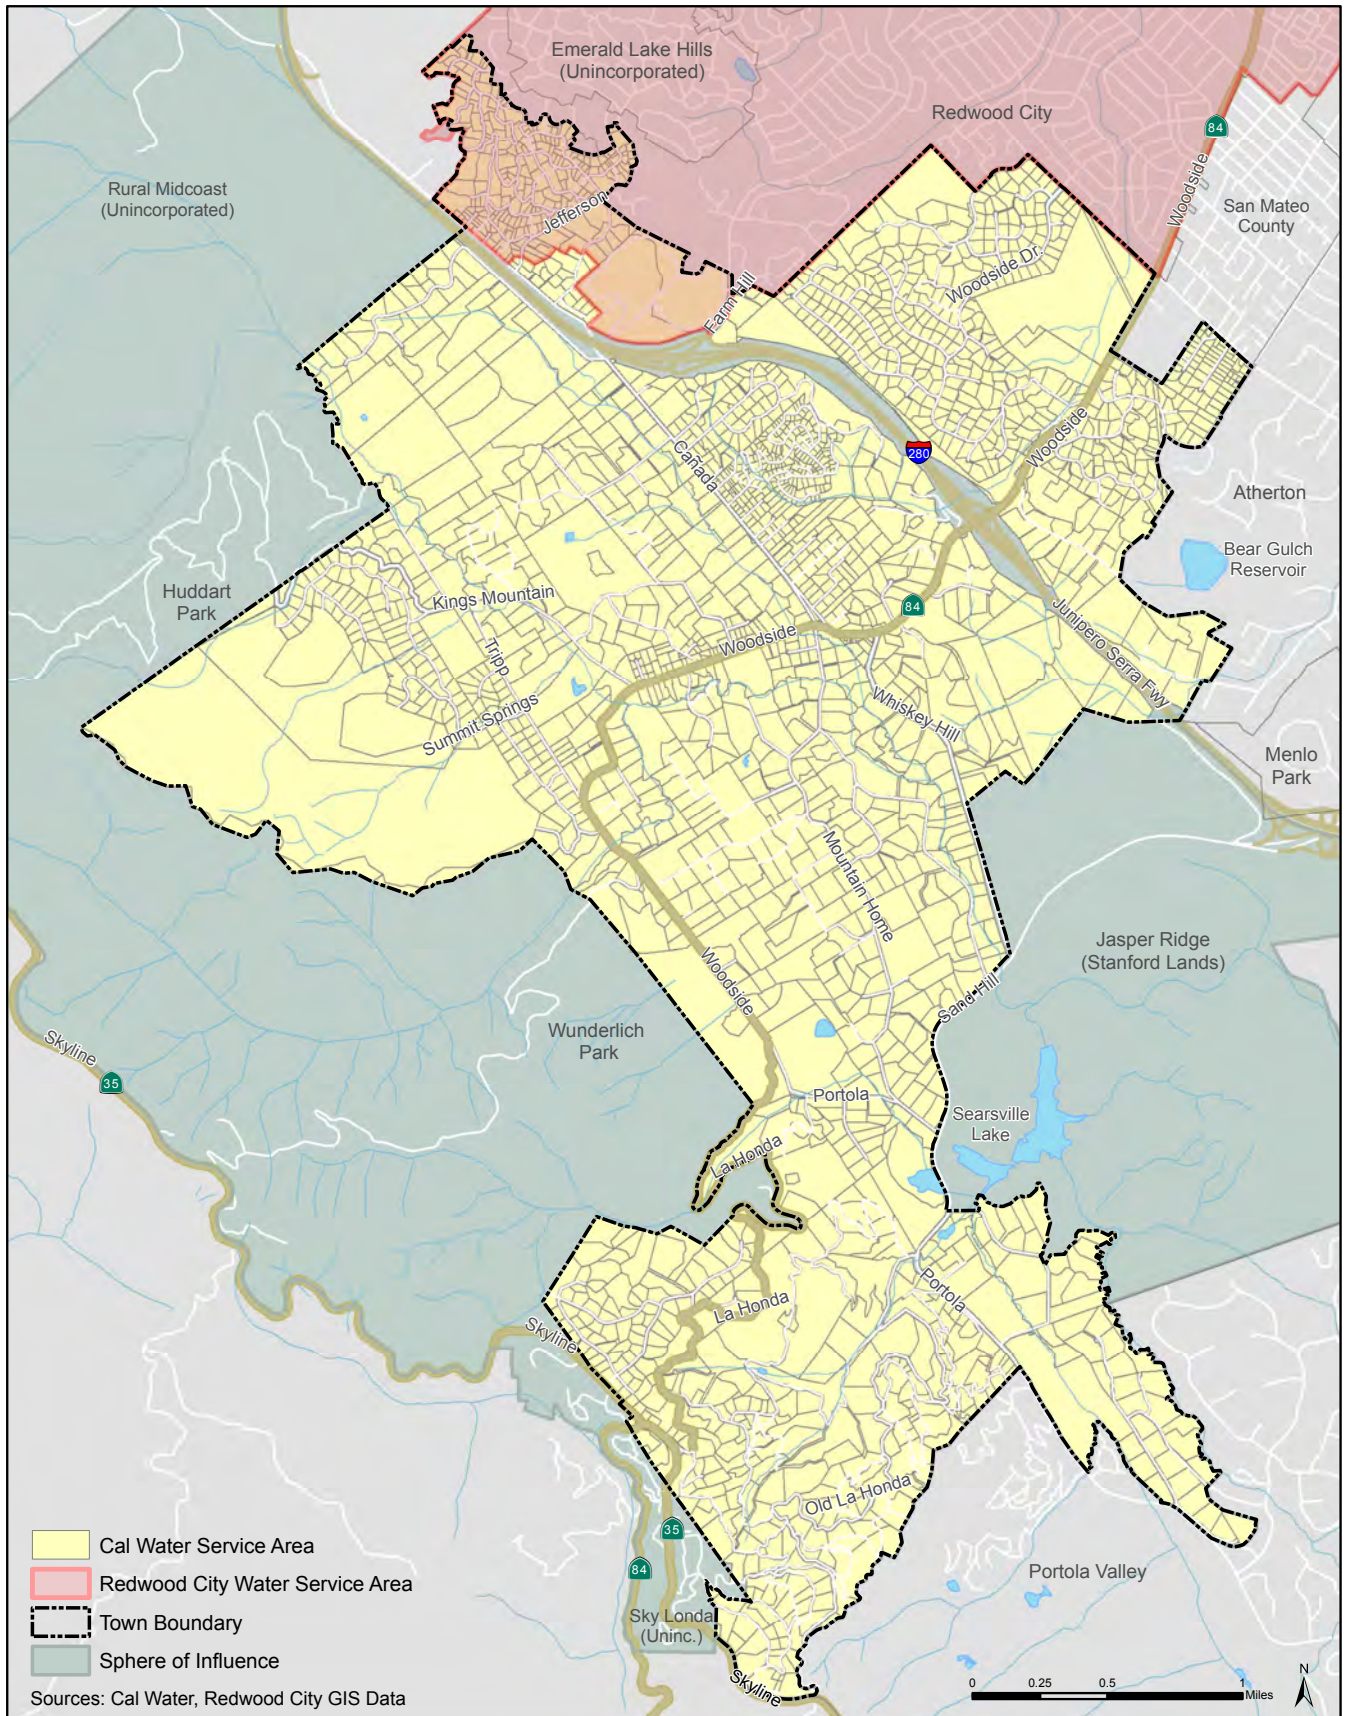 Emerald Lake Hills
(Unincorporated)
Redwood City
84
Woodside
San Mateo
County
Rural Midcoast
(Unincorporated)
Jefferson
Woodside Dr.
Farm Hill
Woodside
Cañada
280
Atherton
Bear Gulch
Reservoir
Huddart
Park
Kings Mountain
84
Junipero Serra Fwy
Woodside
Tripp
Summit Springs
Whiskey Hill
Menlo
Park
Mountain Home
Jasper Ridge
(Stanford Lands)
Woodside
Sand Hill
Wunderlich
Park
Skyline
35
Portola
Searsville
Lake
La Honda
Portola
La Honda
Skyline
Old La Honda
35
84
Portola Valley
Sky Londa
(Uninc.)
Skyline
Cal Water Service Area
Redwood City Water Service Area
Town Boundary
Sphere of Influence
Sources: Cal Water, Redwood City GIS Data
0 0.25 0.5 1
Miles
N